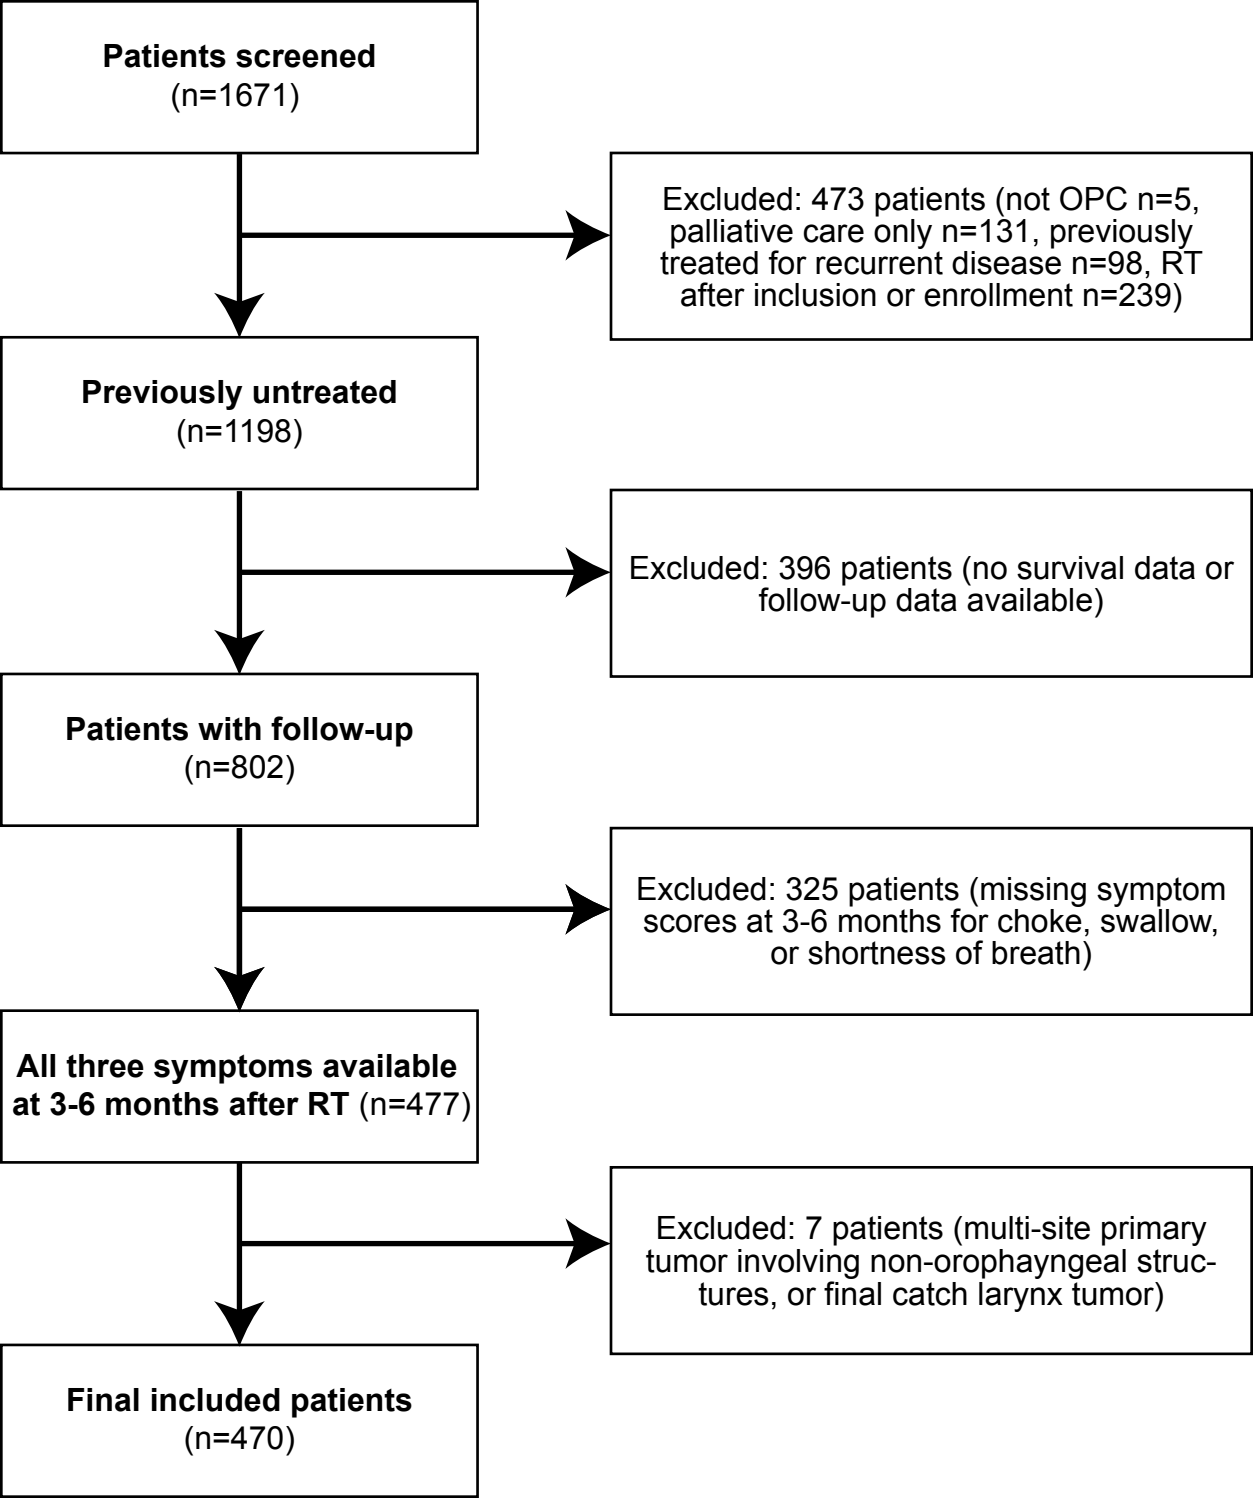 Patients screened
(n=1671)
Excluded: 473 patients (not OPC n=5,
palliative care only n=131, previously
treated for recurrent disease n=98, RT
after inclusion or enrollment n=239)
Previously untreated
(n=1198)
Excluded: 396 patients (no survival data or
follow-up data available)
Patients with follow-up
(n=802)
Excluded: 325 patients (missing symptom
scores at 3-6 months for choke, swallow,
or shortness of breath)
All three symptoms available
at 3-6 months after RT (n=477)
Excluded: 7 patients (multi-site primary
tumor involving non-orophayngeal struc-
tures, or final catch larynx tumor)
Final included patients
(n=470)